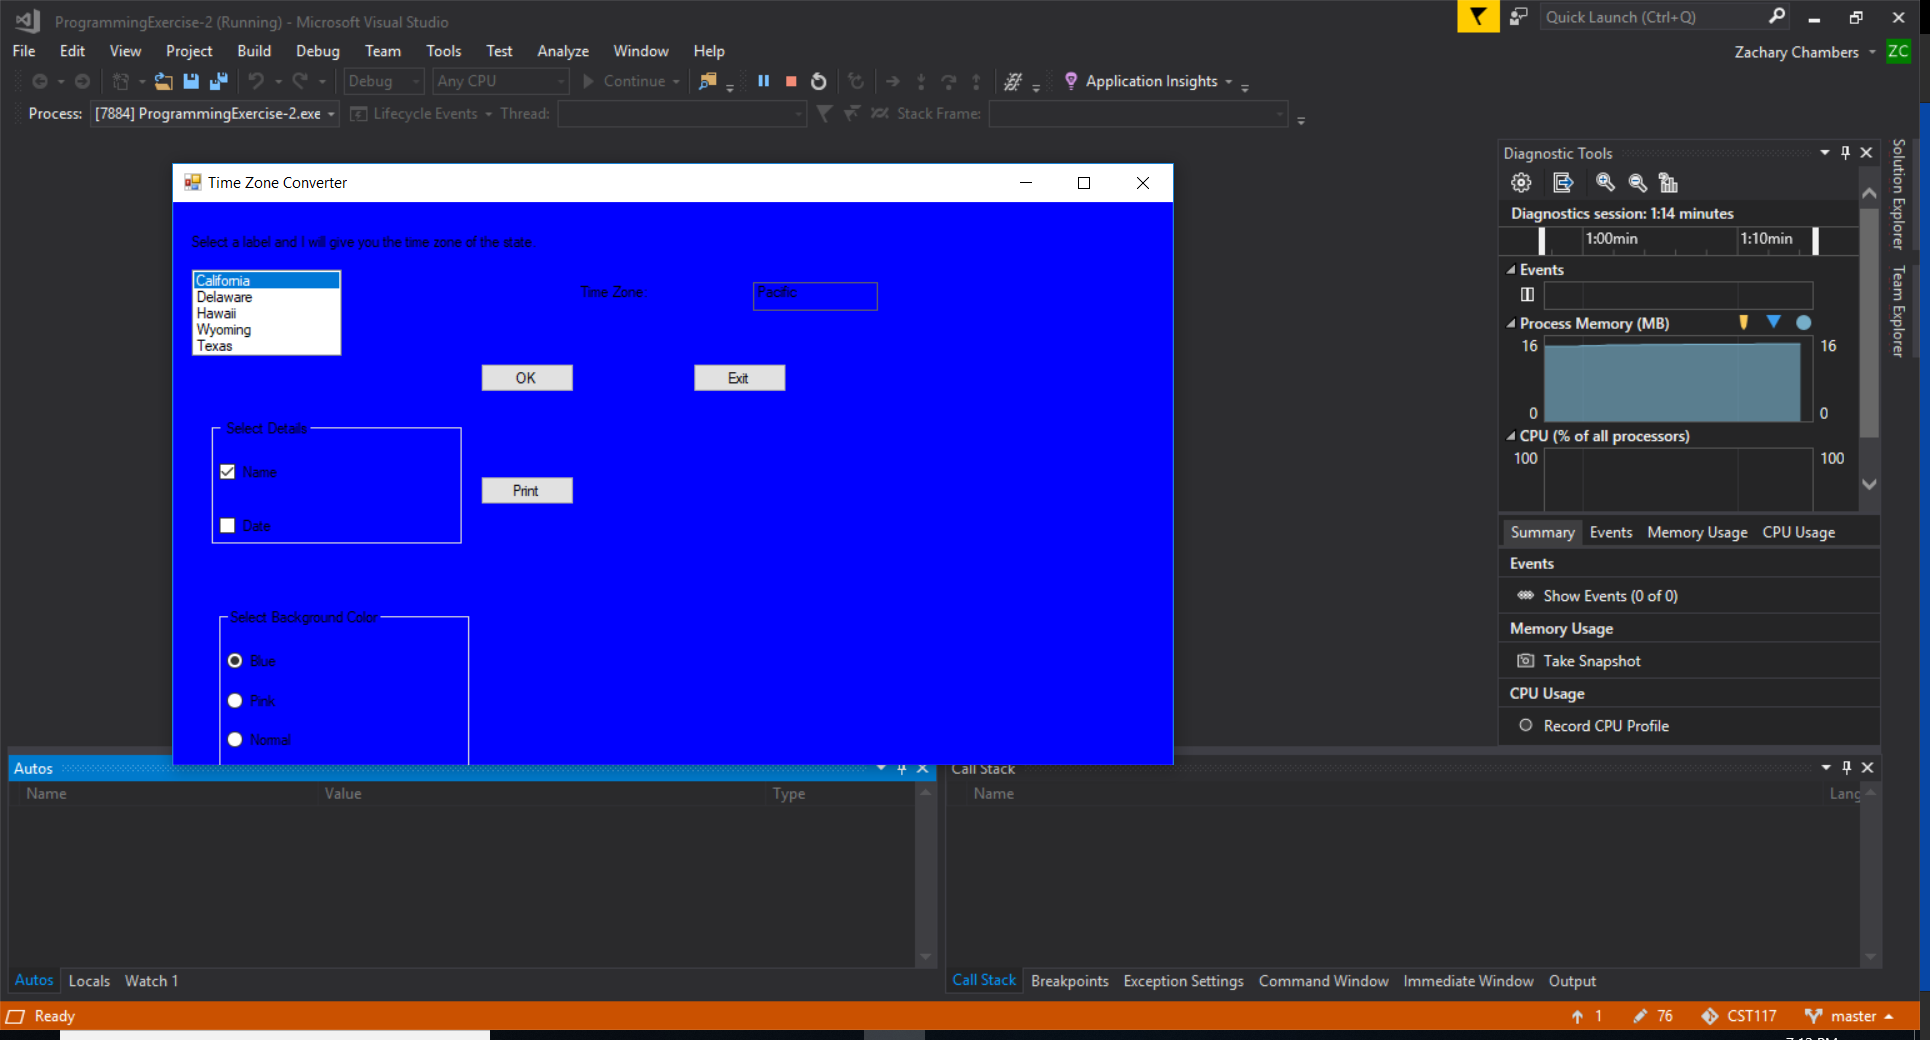 ProgrammingExercise-2 (Running) - Microsoft Visual Studio
Quick Launch (Ctrl+Q)
File Edit View Project Build Debug Team Tools Test Analyze Window Help
Zachary Chambers ZC
Debug Any CPU Continue Application Insights
Process: [7884] ProgrammingExercise-2.exe Lifecycle Events Thread: Stack Frame:
Time Zone Converter
Select a label and I will give you the time zone of the state.
California
Delaware
Hawaii
Wyoming
Texas
Time Zone: Pacific
OK Exit
Select Details
Name
Date
Print
Select Background Color
Blue
Pink
Normal
Diagnostic Tools
Diagnostics session: 1:14 minutes
1:00min 1:10min
Events
Process Memory (MB)
16 16
0 0
CPU (% of all processors)
100 100
Summary Events Memory Usage CPU Usage
Events
Show Events (0 of 0)
Memory Usage
Take Snapshot
CPU Usage
Record CPU Profile
Solution Explorer
Team Explorer
Autos
Name Value Type
Call Stack
Name Lang
Autos Locals Watch 1
Call Stack Breakpoints Exception Settings Command Window Immediate Window Output
Ready
1 76 CST117 master